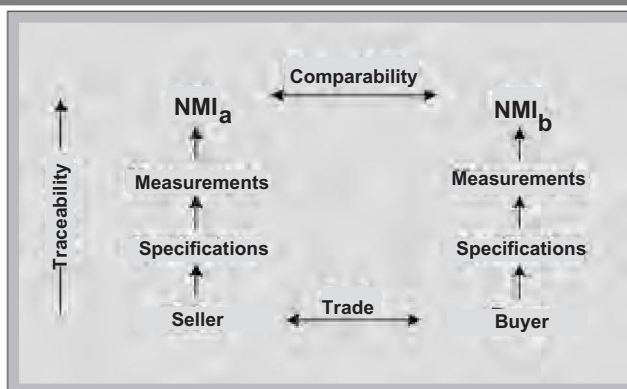 Comparability
NMIa NMIb
Measurements Measurements
Specifications Specifications
Traceability
Trade
Seller Buyer